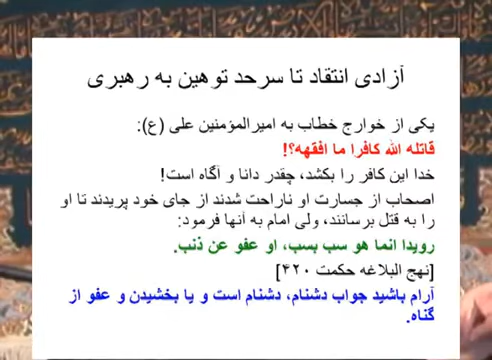 آزادی انتقاد تا سرحد توهین به رهبری
یکی از خوارج خطاب به امیرالمؤمنین علی (ع):
قاتله الله کافرا ما افقهه؟!
خدا این کافر را بکشد، چقدر دانا و آگاه است!
اصحاب از جسارت او ناراحت شدند از جای خود پریدند تا او
را به قتل برسانند، ولی امام به آنها فرمود:
رویدا انما هو سب بسب، او عفو عن ذنب.
[نهج البلاغه حکمت ۴۲۰]
آرام باشید جواب دشنام، دشنام است و یا بخشیدن و عفو از
گناه.